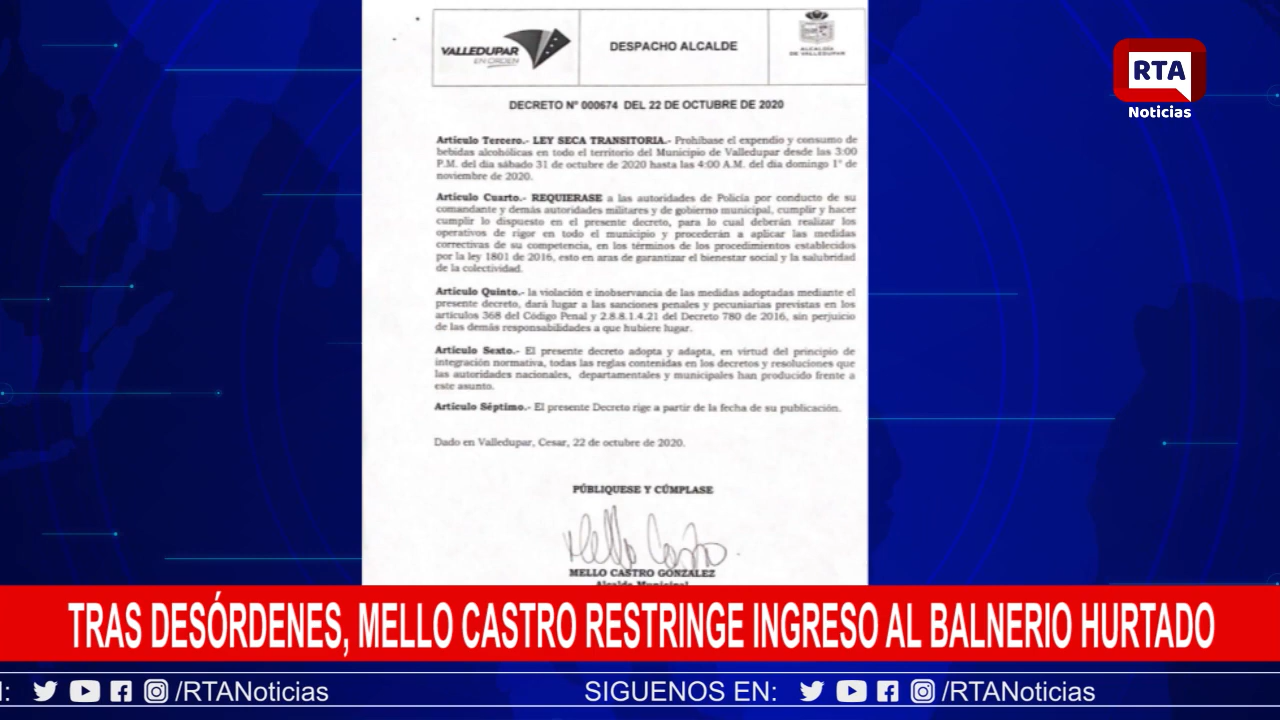 VALLEDUPAR
EN ORDEN
DESPACHO ALCALDE
ALCALDÍA
DE VALLEDUPAR
RTA
Noticias
DECRETO N° 000674 DEL 22 DE OCTUBRE DE 2020
Artículo Tercero.- LEY SECA TRANSITORIA.- Prohíbase el expendio y consumo de
bebidas alcohólicas en todo el territorio del Municipio de Valledupar desde las 3:00
P.M. del día sábado 31 de octubre de 2020 hasta las 4:00 A.M. del día domingo 1° de
noviembre de 2020.
Artículo Cuarto.- REQUIERASE a las autoridades de Policía por conducto de su
comandante y demás autoridades militares y de gobierno municipal, cumplir y hacer
cumplir lo dispuesto en el presente decreto, para lo cual deberán realizar los
operativos de rigor en todo el municipio y procederán a aplicar las medidas
correctivas de su competencia, en los términos de los procedimientos establecidos
por la ley 1801 de 2016, esto en aras de garantizar el bienestar social y la salubridad
de la colectividad.
Artículo Quinto.- la violación e inobservancia de las medidas adoptadas mediante el
presente decreto, dará lugar a las sanciones penales y pecuniarias previstas en los
artículos 368 del Código Penal y 2.8.8.1.4.21 del Decreto 780 de 2016, sin perjuicio
de las demás responsabilidades a que hubiere lugar.
Artículo Sexto.- El presente decreto adopta y adapta, en virtud del principio de
integración normativa, todas las reglas contenidas en los decretos y resoluciones que
las autoridades nacionales, departamentales y municipales han producido frente a
este asunto.
Artículo Séptimo.- El presente Decreto rige a partir de la fecha de su publicación.
Dado en Valledupar, Cesar, 22 de octubre de 2020.
PÚBLIQUESE Y CÚMPLASE
Mello Castro
MELLO CASTRO GONZÁLEZ
Alcalde Municipal
TRAS DESÓRDENES, MELLO CASTRO RESTRINGE INGRESO AL BALNERIO HURTADO
N: /RTANoticias SIGUENOS EN: /RTANoticias